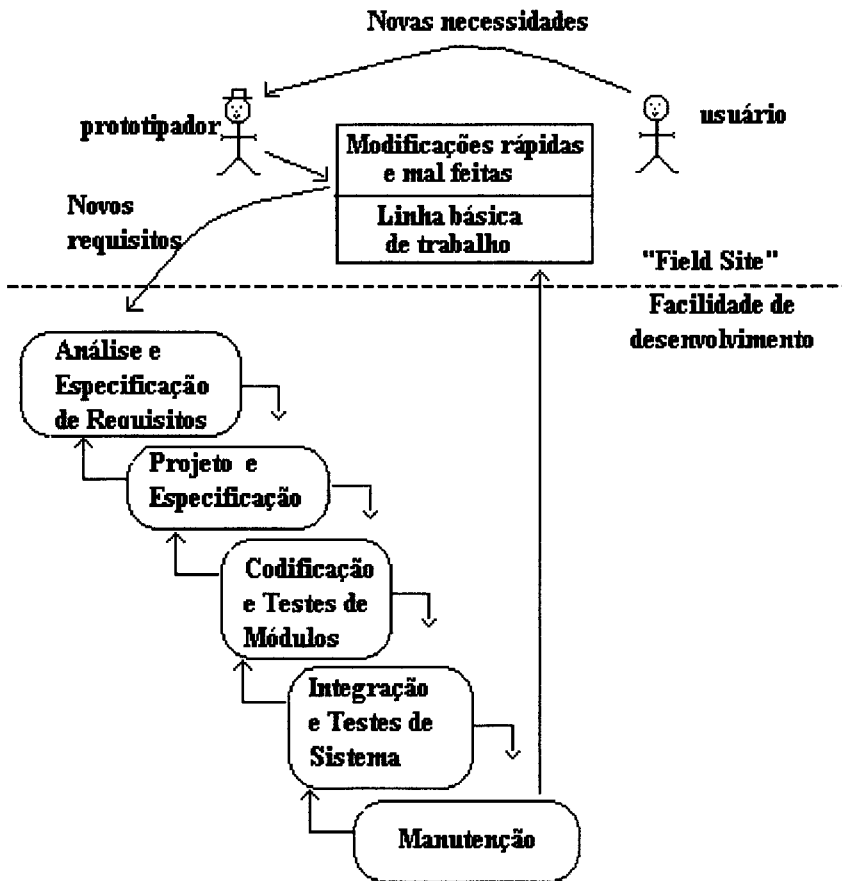 Novas necessidades
prototipador
usuário
Modificações rápidas
e mal feitas
Novos
requisitos
Linha básica
de trabalho
"Field Site"
Facilidade de
desenvolvimento
Análise e
Especificação
de Requisitos
Projeto e
Especificação
Codificação
e Testes de
Módulos
Integração
e Testes de
Sistema
Manutenção